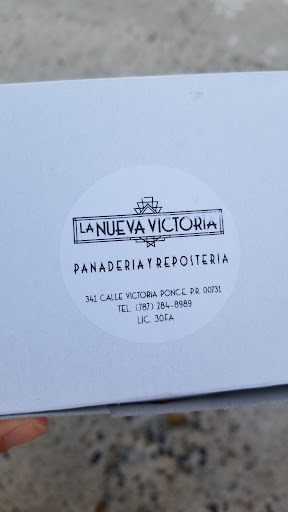 LA NUEVA VICTORIA
PANADERIA Y REPOSTERIA
341 CALLE VICTORIA PONCE, P.R. 00731
TEL. (787) 284-8989
LIC. 30FA